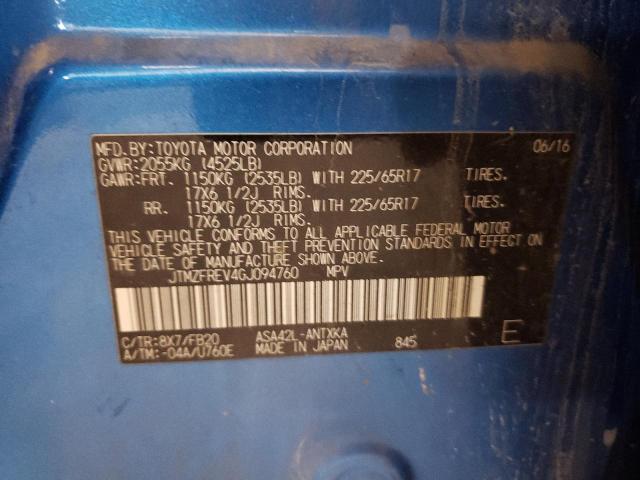 MFD. BY: TOYOTA MOTOR CORPORATION 06/16
GVWR: 2055KG (4525LB)
GAWR: FRT. 1150KG (2535LB) WITH 225/65R17 TIRES.
17X6 1/2J RIMS.
RR. 1150KG (2535LB) WITH 225/65R17 TIRES.
17X6 1/2J RIMS.
THIS VEHICLE CONFORMS TO ALL APPLICABLE FEDERAL MOTOR
VEHICLE SAFETY AND THEFT PREVENTION STANDARDS IN EFFECT ON
THE DATE OF MANUFACTURE SHOWN ABOVE.
JTMZFREV4GJ094760 MPV
C/TR: 8X7/FB20 ASA42L-ANTXKA
A/TM: -04A/U760E MADE IN JAPAN 845 E